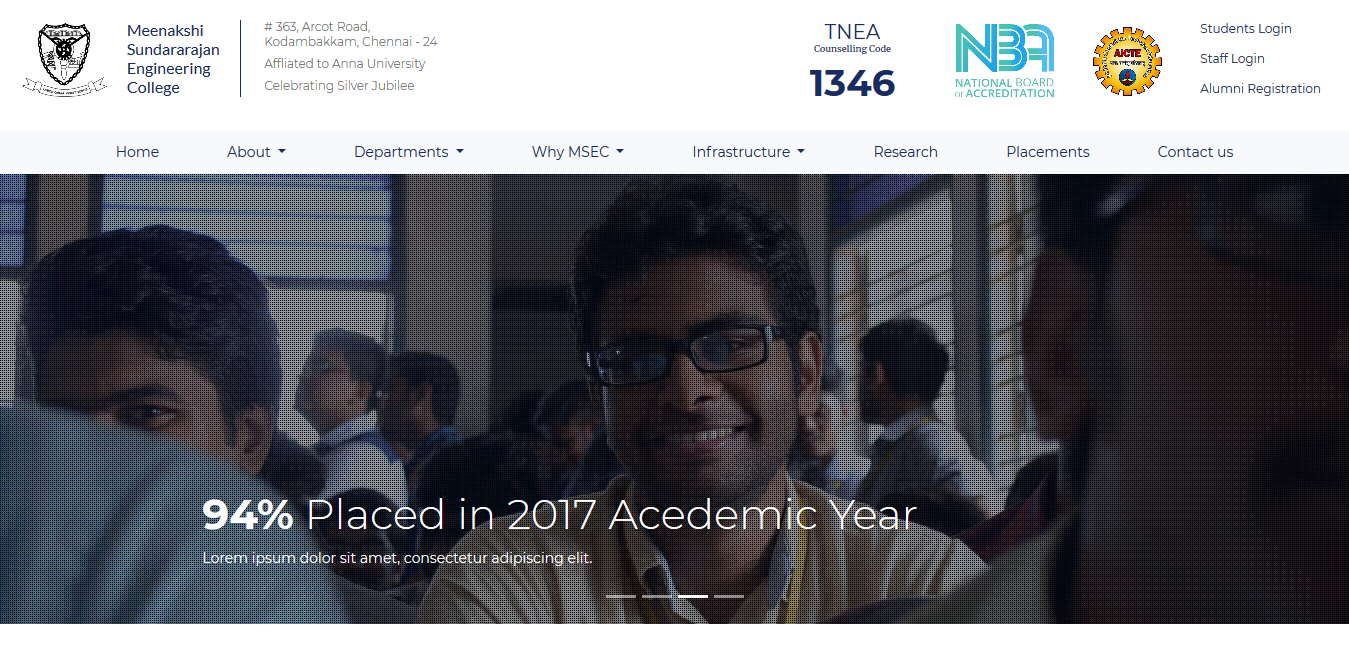 Meenakshi
Sundararajan
Engineering
College
# 363, Arcot Road,
Kodambakkam, Chennai - 24
Affliated to Anna University
Celebrating Silver Jubilee
TNEA
Counselling Code
1346
NBA
NATIONAL BOARD
OF ACCREDITATION
AICTE
Students Login
Staff Login
Alumni Registration
Home
About
Departments
Why MSEC
Infrastructure
Research
Placements
Contact us
94% Placed in 2017 Acedemic Year
Lorem ipsum dolor sit amet, consectetur adipiscing elit.